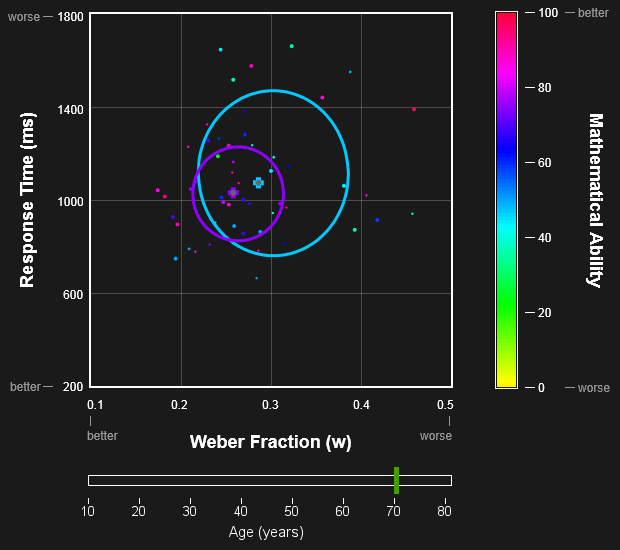 worse
1800
1400
1000
600
better
200
Response Time (ms)
0.1
0.2
0.3
0.4
0.5
better
worse
Weber Fraction (w)
10
20
30
40
50
60
70
80
Age (years)
100
better
80
60
40
20
0
worse
Mathematical Ability